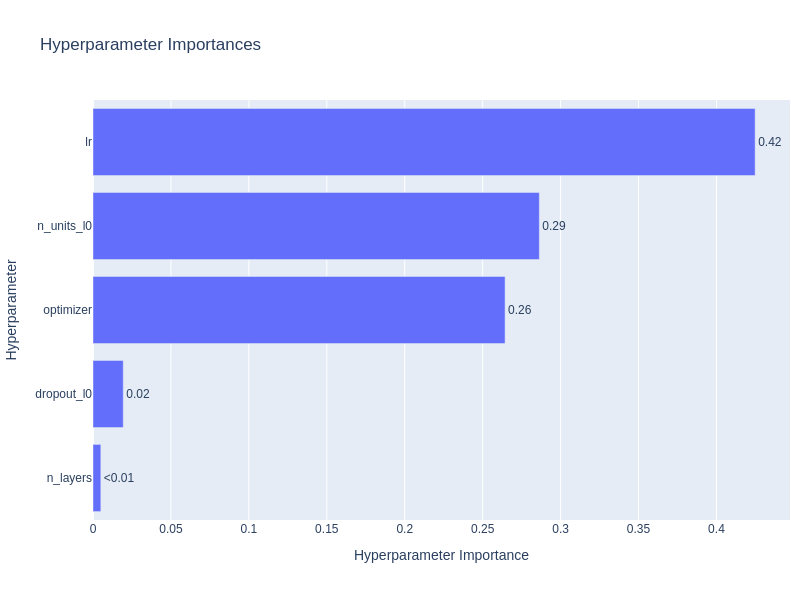 Hyperparameter Importances
lr
0.42
n_units_l0
0.29
optimizer
0.26
dropout_l0
0.02
n_layers
<0.01
0
0.05
0.1
0.15
0.2
0.25
0.3
0.35
0.4
Hyperparameter Importance
Hyperparameter